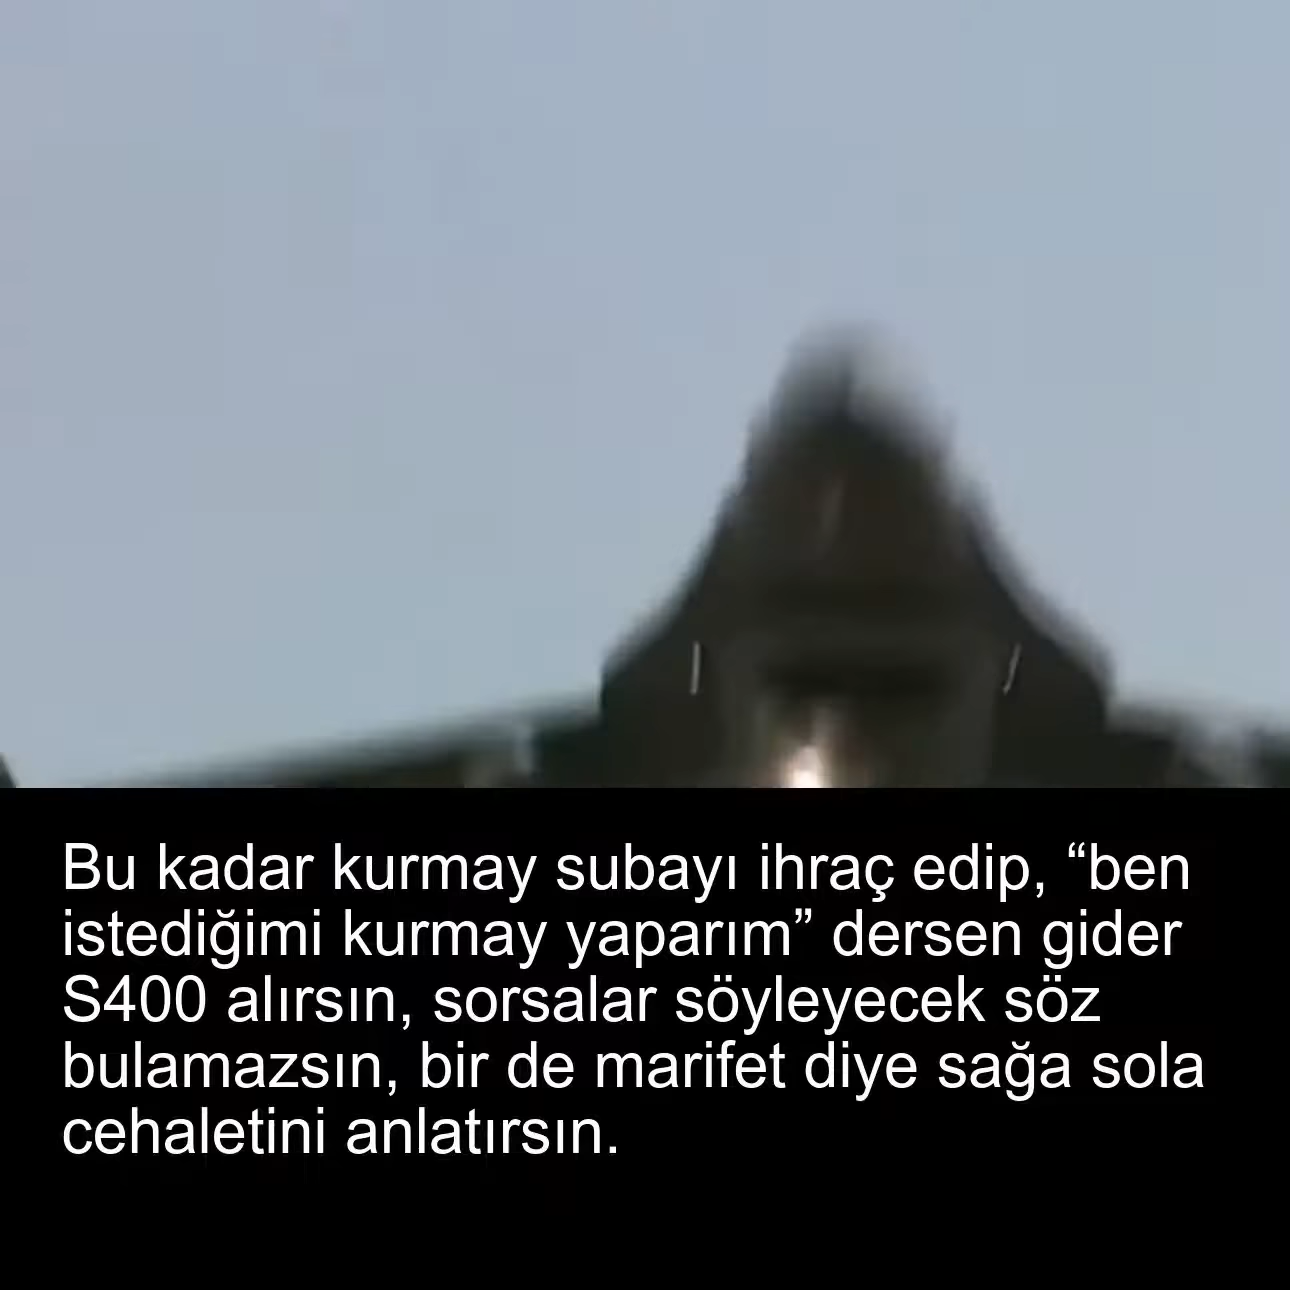 Bu kadar kurmay subayı ihraç edip, “ben
istediğimi kurmay yaparım” dersen gider
S400 alırsın, sorsalar söyleyecek söz
bulamazsın, bir de marifet diye sağa sola
cehaletini anlatırsın.